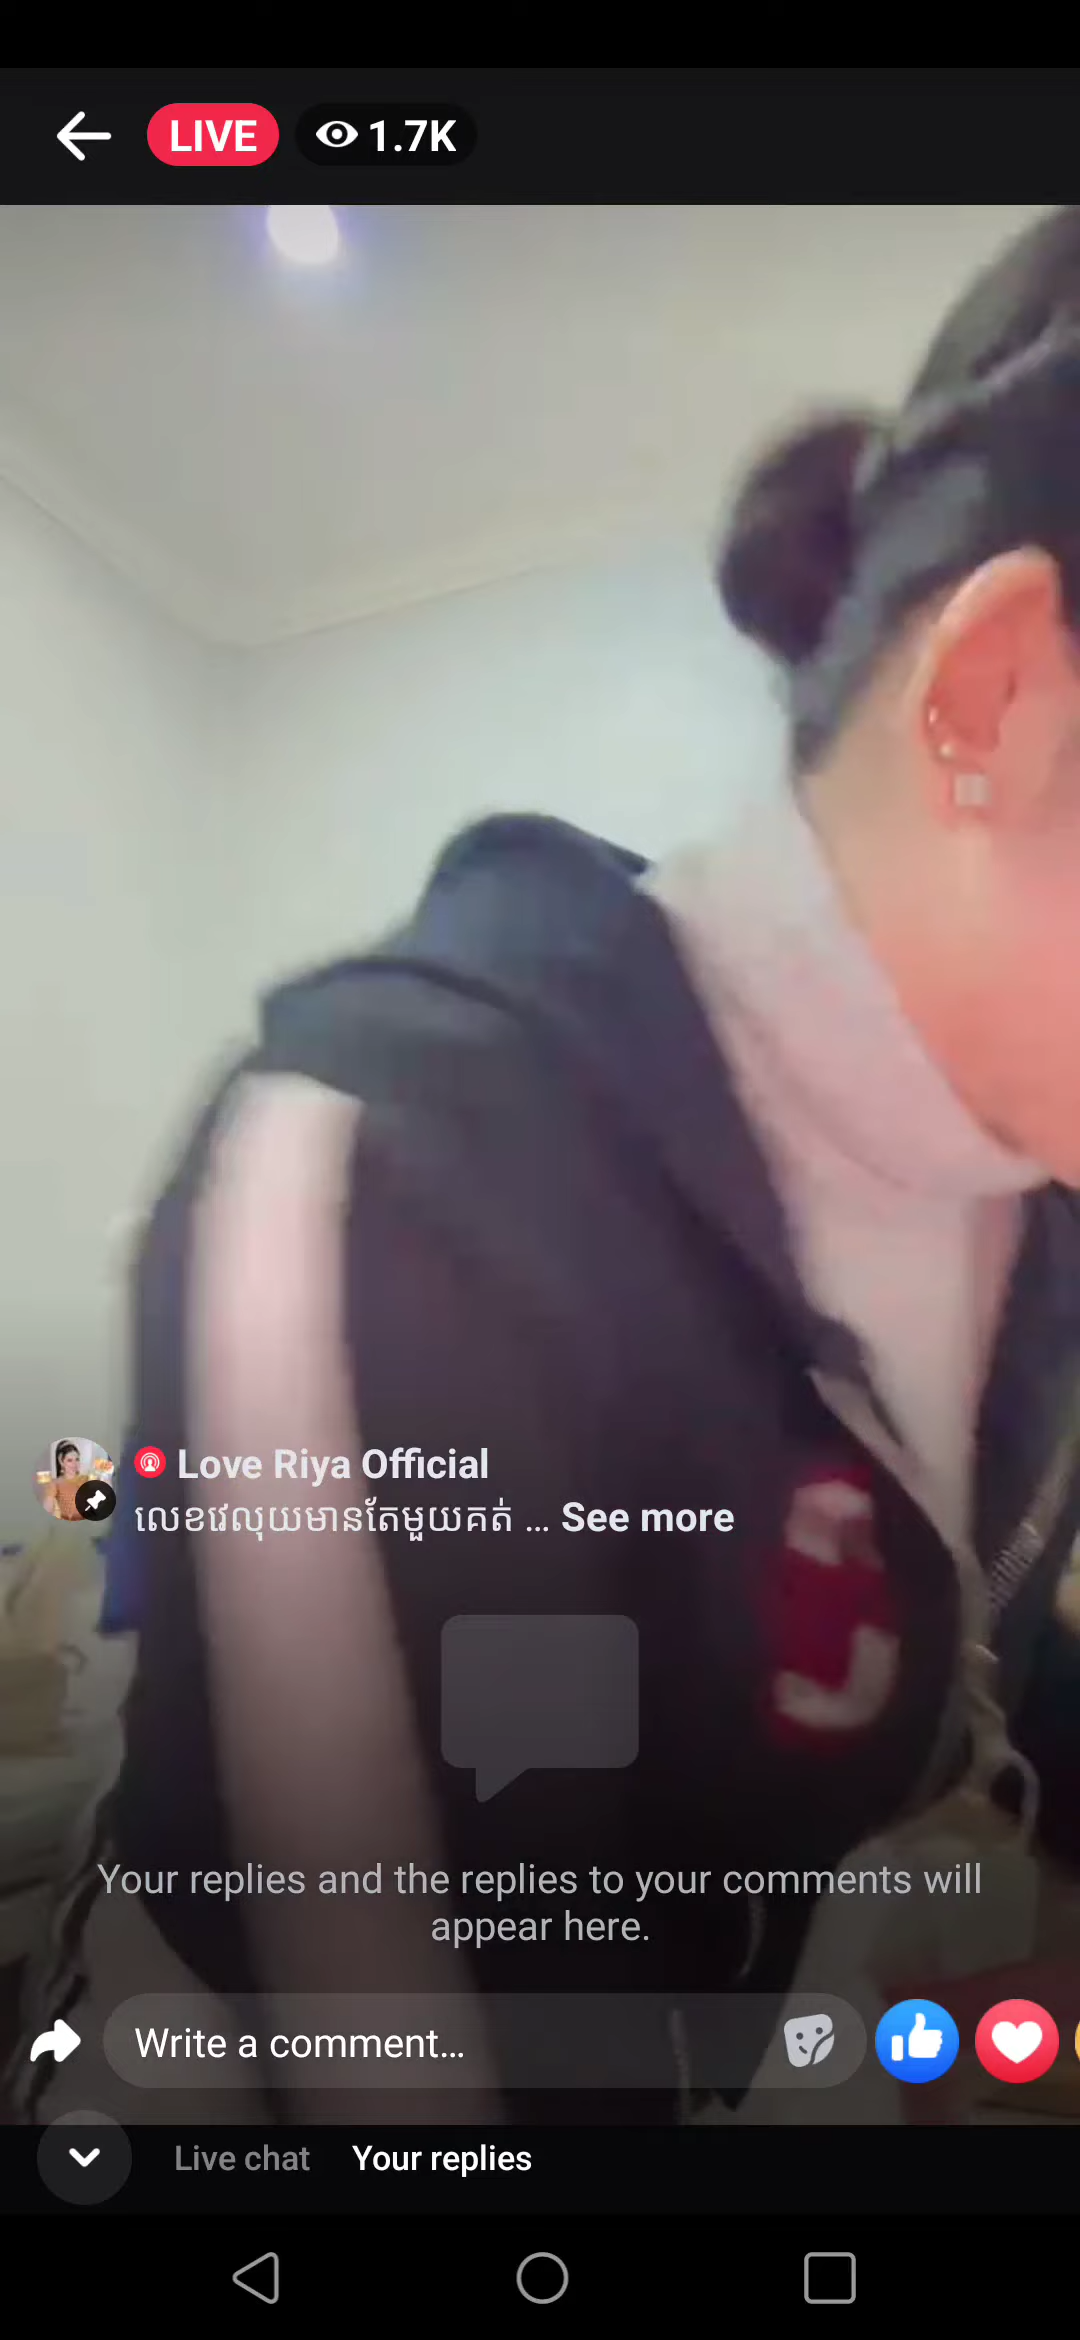 LIVE 1.7K
Love Riya Official
លេខវេលុយមានតែមួយគត់ ... See more
Your replies and the replies to your comments will
appear here.
Write a comment...
Live chat Your replies